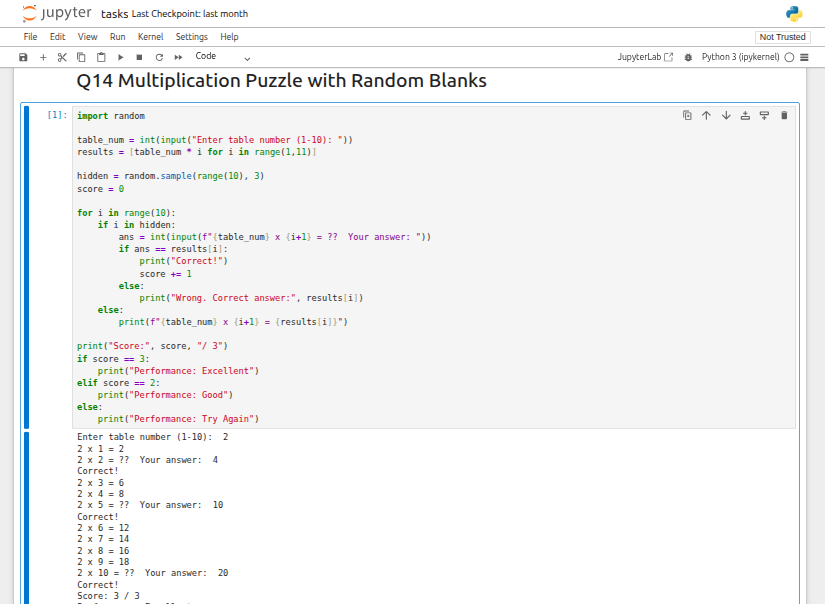 jupyter tasks Last Checkpoint: last month
File Edit View Run Kernel Settings Help
Not Trusted
Code
JupyterLab
Python 3 (ipykernel)
Q14 Multiplication Puzzle with Random Blanks
[1]:
import random
table_num = int(input("Enter table number (1-10): "))
results = [table_num * i for i in range(1,11)]
hidden = random.sample(range(10), 3)
score = 0
for i in range(10):
    if i in hidden:
        ans = int(input(f"{table_num} x {i+1} = ??  Your answer: "))
        if ans == results[i]:
            print("Correct!")
            score += 1
        else:
            print("Wrong. Correct answer:", results[i])
    else:
        print(f"{table_num} x {i+1} = {results[i]}")
print("Score:", score, "/ 3")
if score == 3:
    print("Performance: Excellent")
elif score == 2:
    print("Performance: Good")
else:
    print("Performance: Try Again")
Enter table number (1-10):  2
2 x 1 = 2
2 x 2 = ??  Your answer:  4
Correct!
2 x 3 = 6
2 x 4 = 8
2 x 5 = ??  Your answer:  10
Correct!
2 x 6 = 12
2 x 7 = 14
2 x 8 = 16
2 x 9 = 18
2 x 10 = ??  Your answer:  20
Correct!
Score: 3 / 3